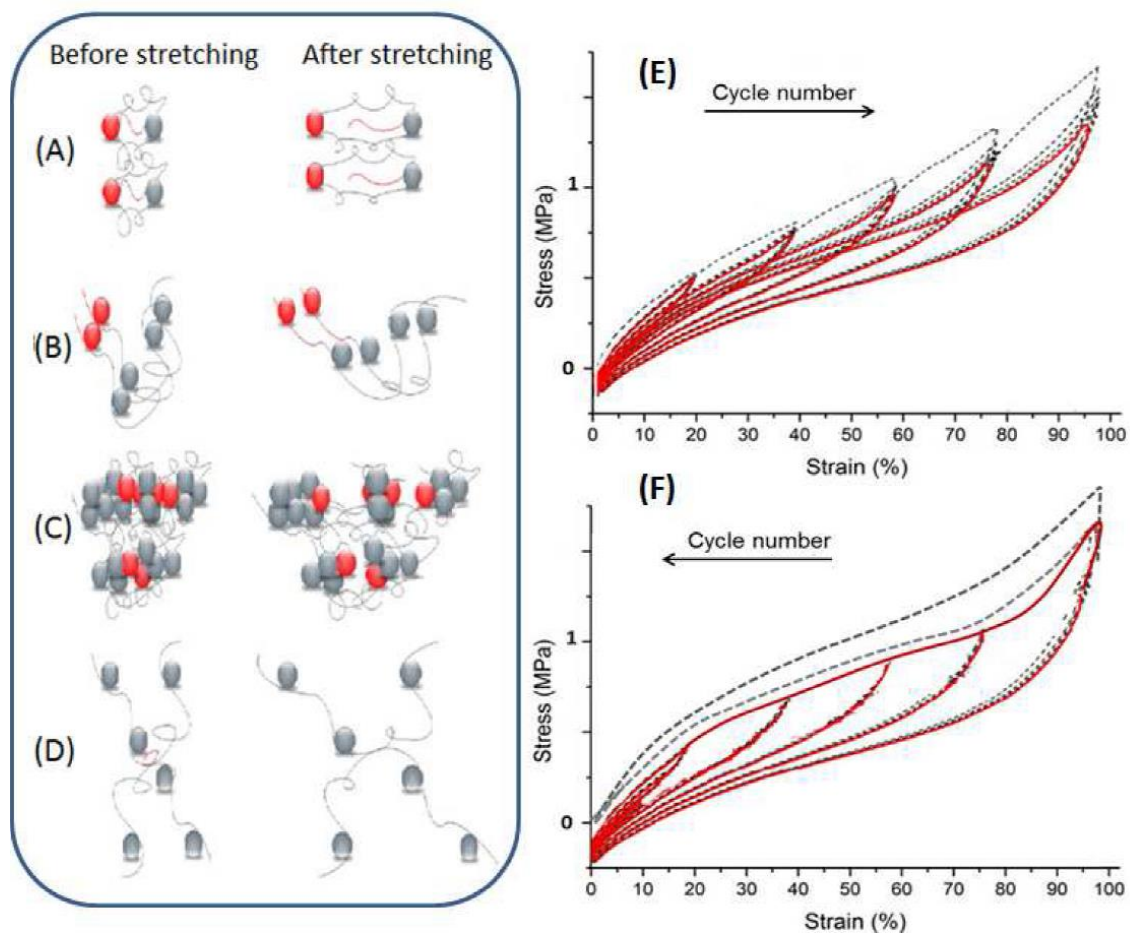 Before stretching After stretching
(A)
(B)
(C)
(D)
(E)
Cycle number
Stress (MPa)
1
0
0 10 20 30 40 50 60 70 80 90 100
Strain (%)
(F)
Cycle number
Stress (MPa)
1
0
0 10 20 30 40 50 60 70 80 90 100
Strain (%)